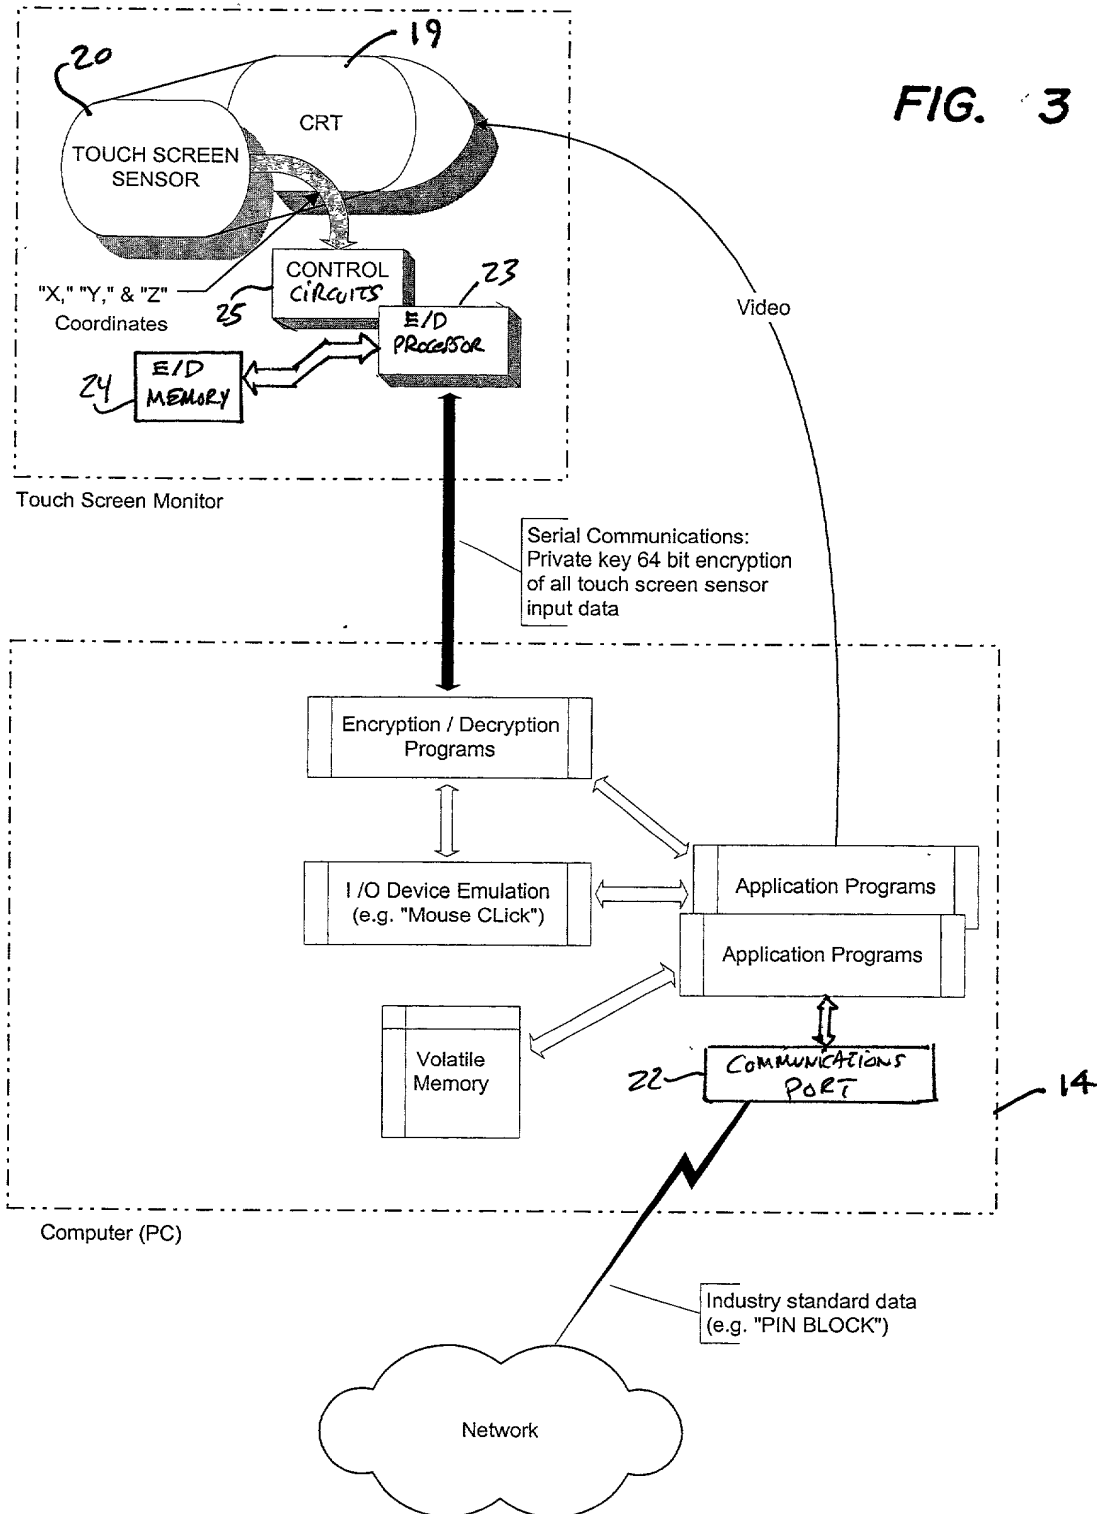 FIG. 3
20
19
CRT
TOUCH SCREEN
SENSOR
CONTROL
CIRCUITS
23
"X," "Y," & "Z"
Coordinates
25
E/D
PROCESSOR
Video
24
E/D
MEMORY
Touch Screen Monitor
Serial Communications:
Private key 64 bit encryption
of all touch screen sensor
input data
Encryption / Decryption
Programs
I /O Device Emulation
(e.g. "Mouse CLick")
Application Programs
Application Programs
Volatile
Memory
22
COMMUNICATIONS
PORT
14
Computer (PC)
Industry standard data
(e.g. "PIN BLOCK")
Network